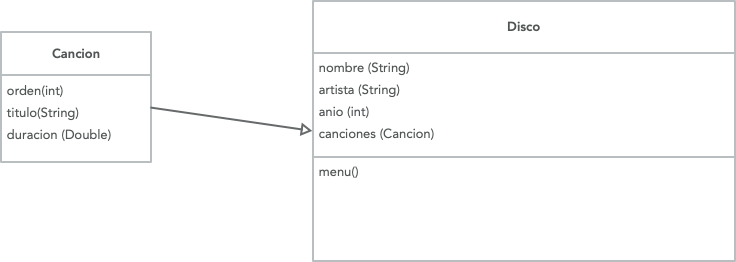 Cancion
orden(int)
titulo(String)
duracion (Double)
Disco
nombre (String)
artista (String)
anio (int)
canciones (Cancion)
menu()